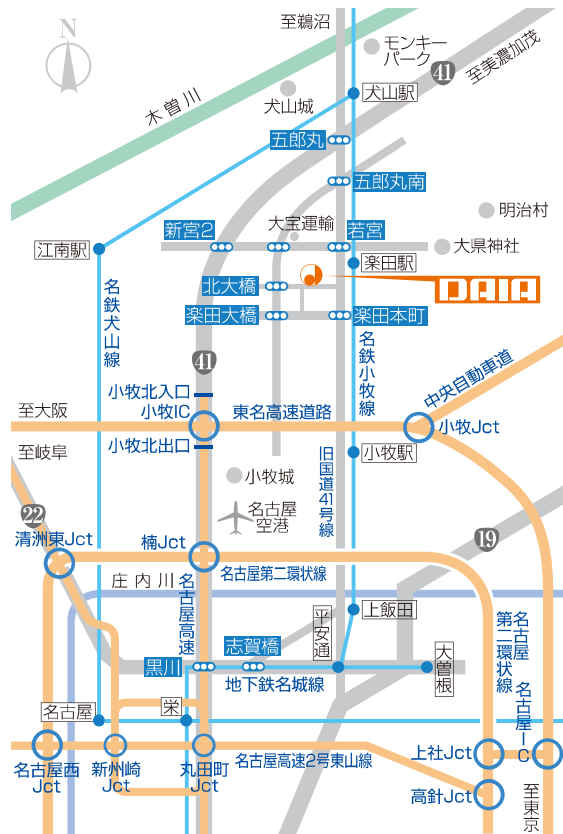 至鵜沼
N
モンキー
パーク
41
至美濃加茂
犬山駅
犬山城
木曽川
五郎丸
五郎丸南
明治村
新宮2
大宝運輸
若宮
大県神社
江南駅
楽田駅
北大橋
DAIA
楽田大橋
楽田本町
名鉄犬山線
名鉄小牧線
41
中央自動車道
小牧北入口
至大阪
小牧IC
東名高速道路
小牧Jct
小牧北出口
至岐阜
旧国道41号線
小牧駅
小牧城
名古屋
空港
22
19
清洲東Jct
楠Jct
名古屋第二環状線
庄内川
名古屋高速
上飯田
平安通
志賀橋
黒川
大曽根
地下鉄名城線
名古屋
第二環状線
名古屋IC
名古屋
栄
名古屋西
Jct
新州崎
Jct
丸田町
Jct
名古屋高速2号東山線
上社Jct
高針Jct
至東京